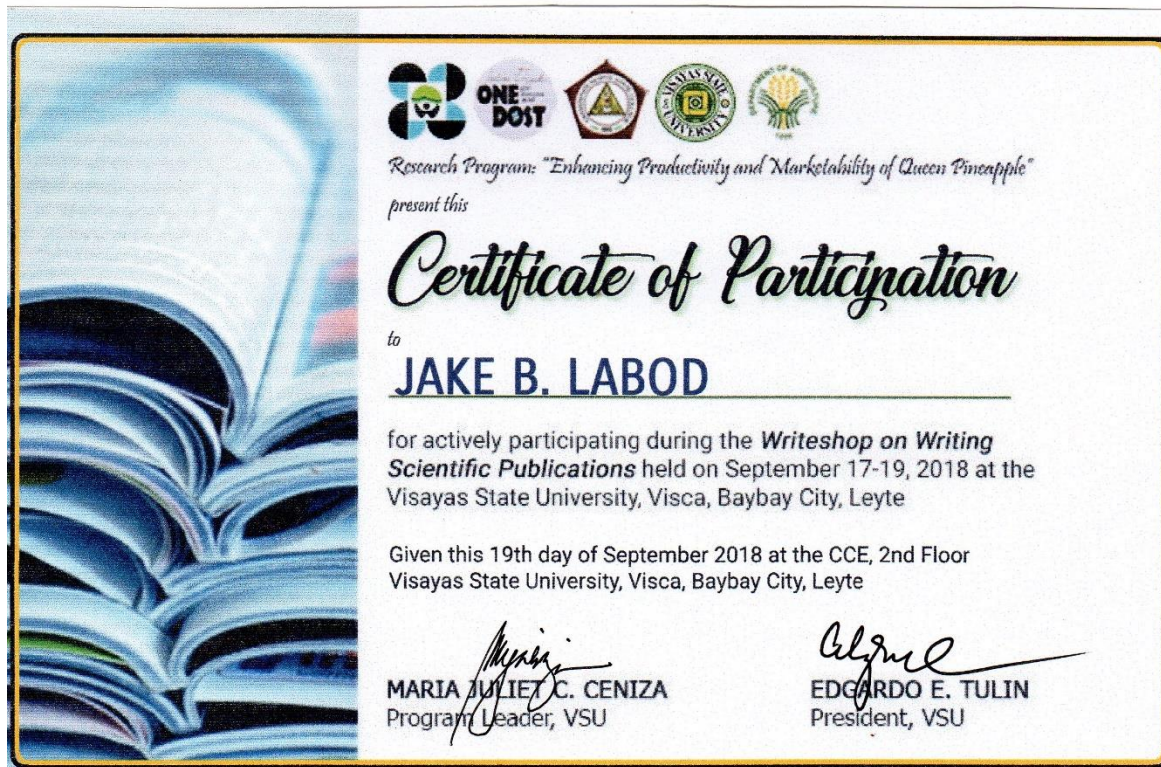 ONE
DOST
VISAYAS STATE
UNIVERSITY
Research Program: "Enhancing Productivity and Marketability of Queen Pineapple"
present this
Certificate of Participation
to
JAKE B. LABOD
for actively participating during the Writeshop on Writing
Scientific Publications held on September 17-19, 2018 at the
Visayas State University, Visca, Baybay City, Leyte
Given this 19th day of September 2018 at the CCE, 2nd Floor
Visayas State University, Visca, Baybay City, Leyte
MARIA JULIET C. CENIZA
Program Leader, VSU
EDGARDO E. TULIN
President, VSU